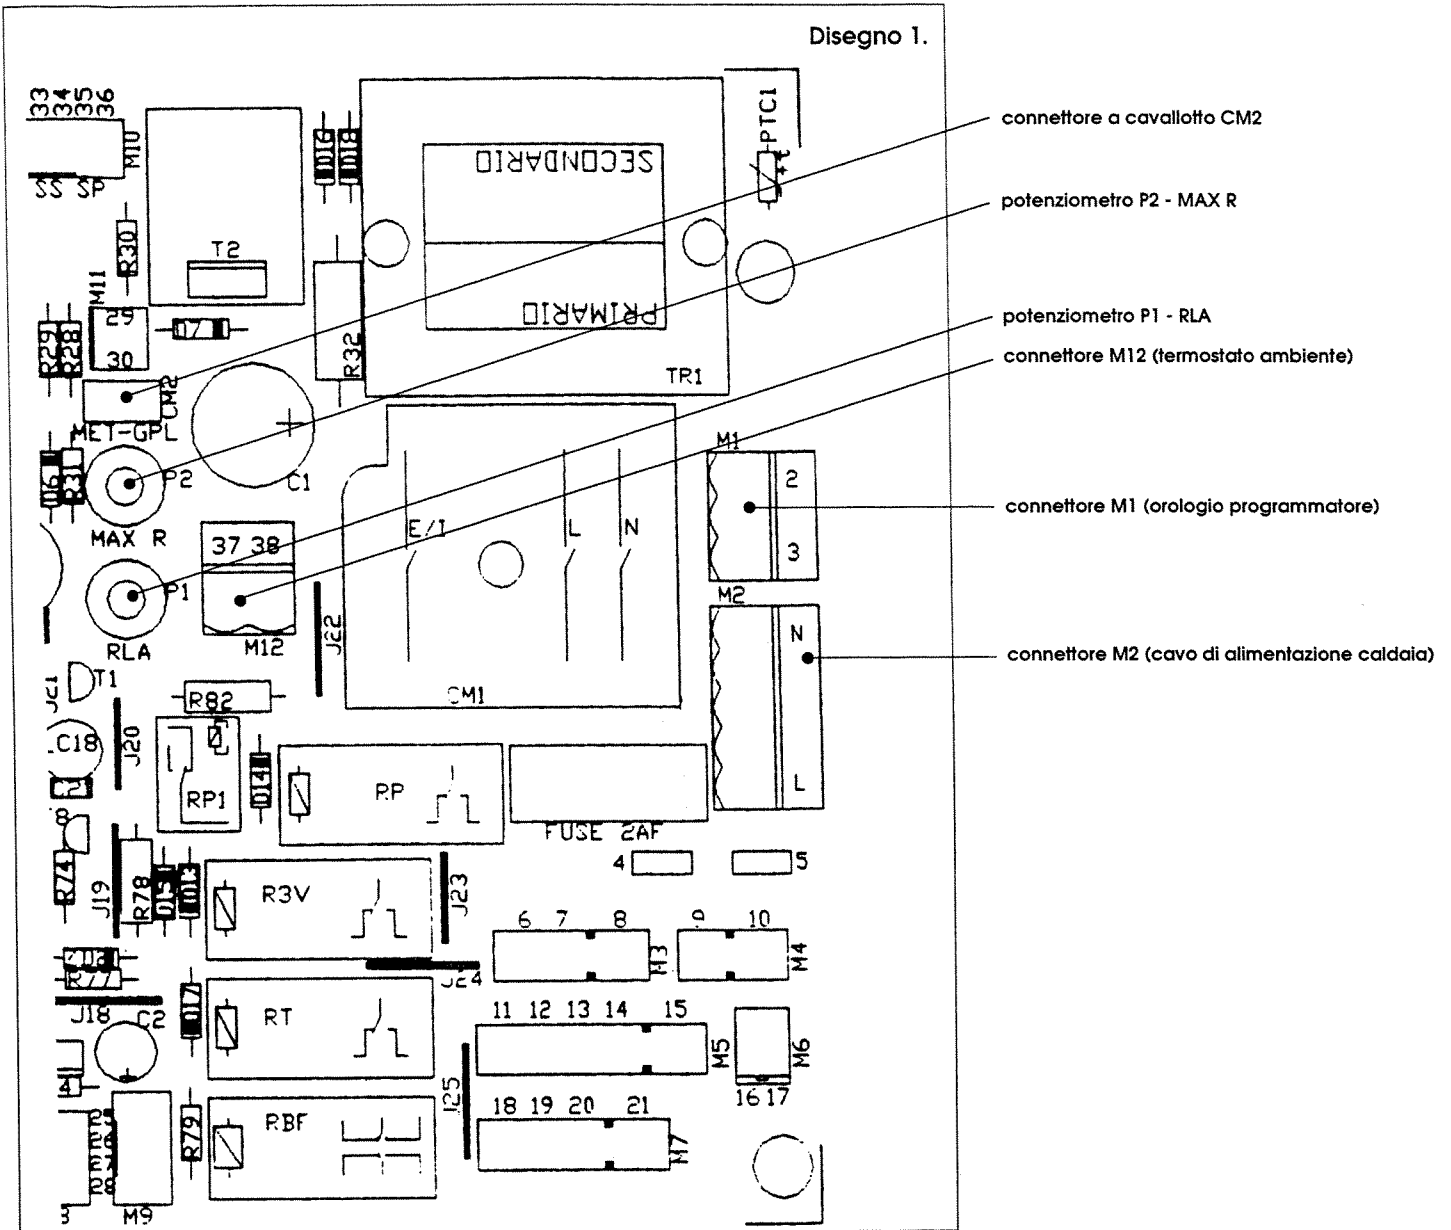 Disegno 1.
connettore a cavallotto CM2
potenziometro P2 - MAX R
potenziometro P1 - RLA
connettore M12 (termostato ambiente)
connettore M1 (orologio programmatore)
connettore M2 (cavo di alimentazione caldaia)
33
34
35
36
M10
SS SP
R30
T2
D16
D18
SECONDARIO
PRIMARIO
TR1
PTC1
M11
29
30
R29
R28
R32
CM2
MET-GPL
C1
D6
R31
P2
MAX R
37 38
P1
RLA
M12
J22
E/I
L
N
CM1
M1
2
3
M2
N
L
T1
R82
C18
J20
RP1
D14
RP
FUSE 2AF
4
5
R74
J19
R78
D15
D13
R3V
J23
6 7 8
M3
9 10
M4
J24
R77
J18
C2
D17
RT
11 12 13 14 15
M5
M6
16 17
J25
R79
RBF
18 19 20 21
M7
M9